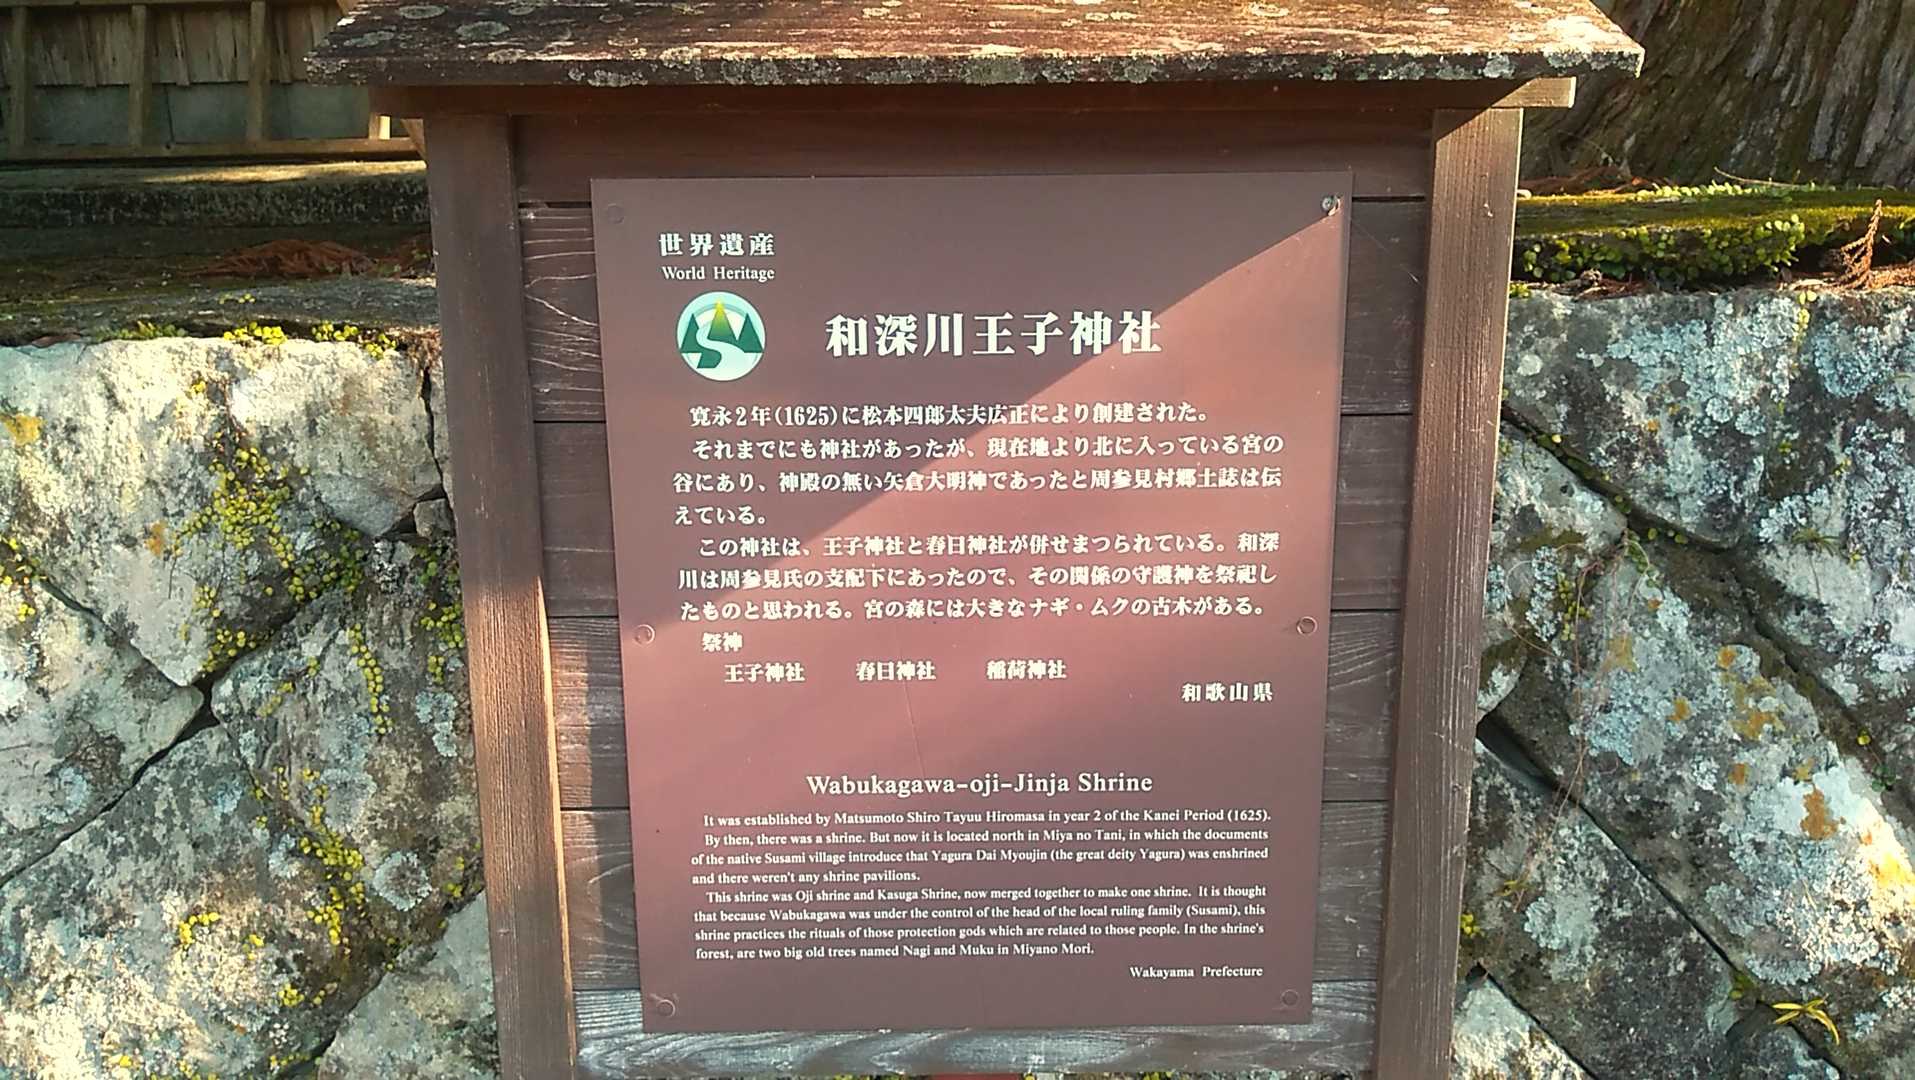 世界遺産
World Heritage
和深川王子神社
寛永2年(1625)に松本四郎太夫広正により創建された。
それまでにも神社があったが、現在地より北に入っている宮の
谷にあり、神殿の無い矢倉大明神であったと周参見村郷土誌は伝
えている。
この神社は、王子神社と春日神社が併せまつられている。和深
川は周参見氏の支配下にあったので、その関係の守護神を祭祀し
たものと思われる。宮の森には大きなナギ・ムクの古木がある。
祭神
王子神社 春日神社 稲荷神社
和歌山県
Wabukagawa-oji-Jinja Shrine
It was established by Matsumoto Shiro Tayuu Hiromasa in year 2 of the Kanei Period (1625).
By then, there was a shrine. But now it is located north in Miya no Tani, in which the documents
of the native Susami village introduce that Yagura Dai Myoujin (the great deity Yagura) was enshrined
and there weren't any shrine pavilions.
This shrine was Oji shrine and Kasuga Shrine, now merged together to make one shrine. It is thought
that because Wabukagawa was under the control of the head of the local ruling family (Susami), this
shrine practices the rituals of those protection gods which are related to those people. In the shrine's
forest, are two big old trees named Nagi and Muku in Miyano Mori.
Wakayama Prefecture